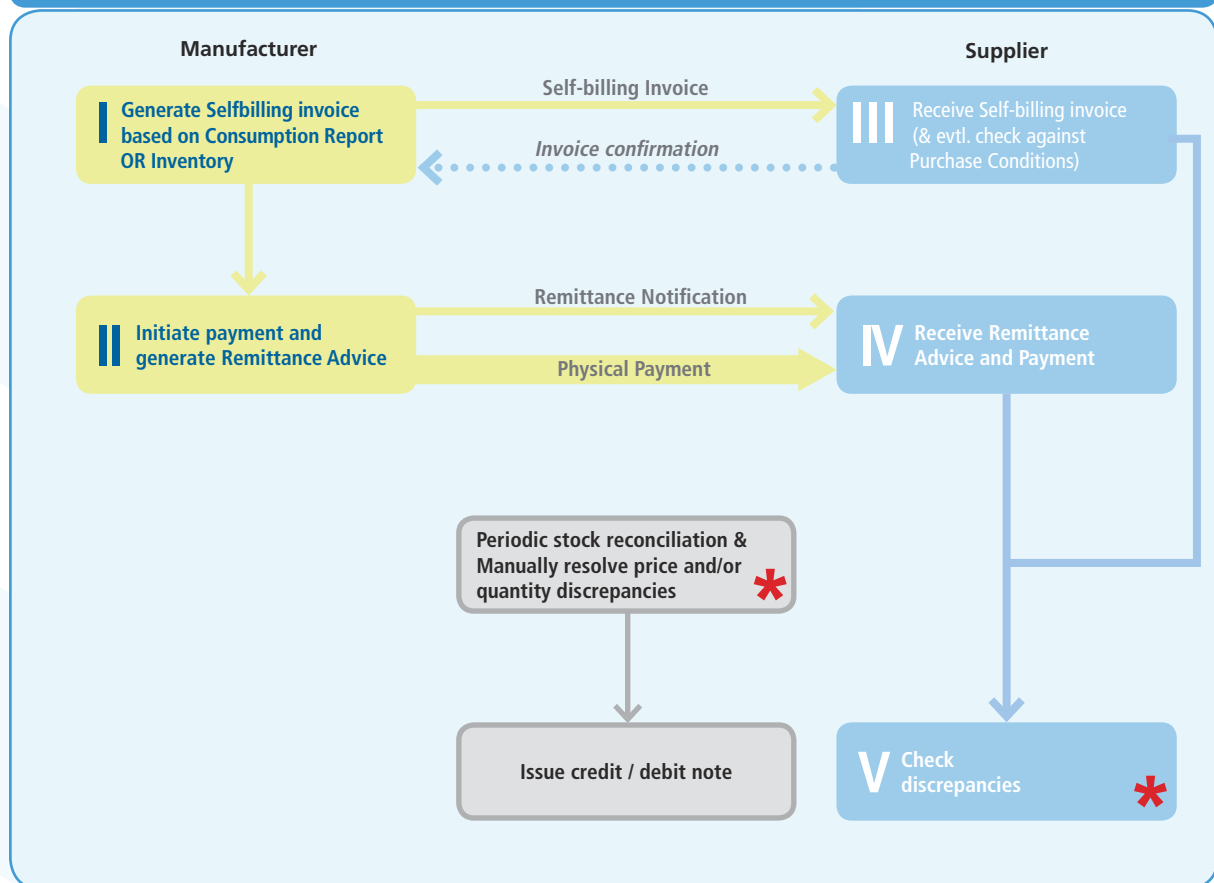 Manufacturer
Supplier
I
Generate Selfbilling invoice
based on Consumption Report
OR Inventory
Self-billing Invoice
Invoice confirmation
III
Receive Self-billing invoice
(& evtl. check against
Purchase Conditions)
II
Initiate payment and
generate Remittance Advice
Remittance Notification
Physical Payment
IV
Receive Remittance
Advice and Payment
Periodic stock reconciliation &
Manually resolve price and/or
quantity discrepancies
*
Issue credit / debit note
V
Check
discrepancies
*